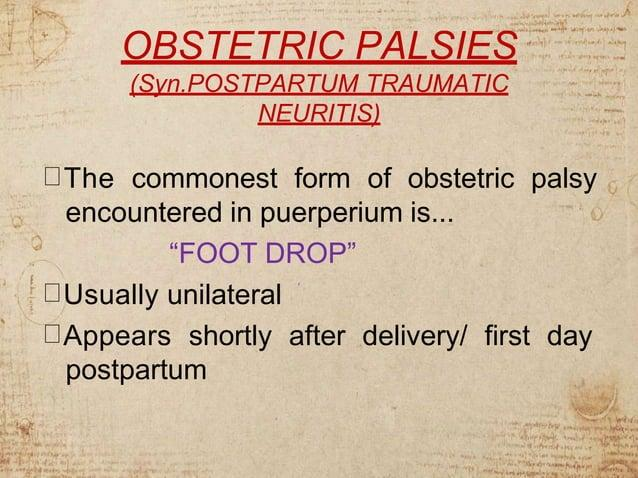 OBSTETRIC PALSIES
(Syn.POSTPARTUM TRAUMATIC
NEURITIS)
The commonest form of obstetric palsy
encountered in puerperium is...
“FOOT DROP”
Usually unilateral
Appears shortly after delivery/ first day
postpartum